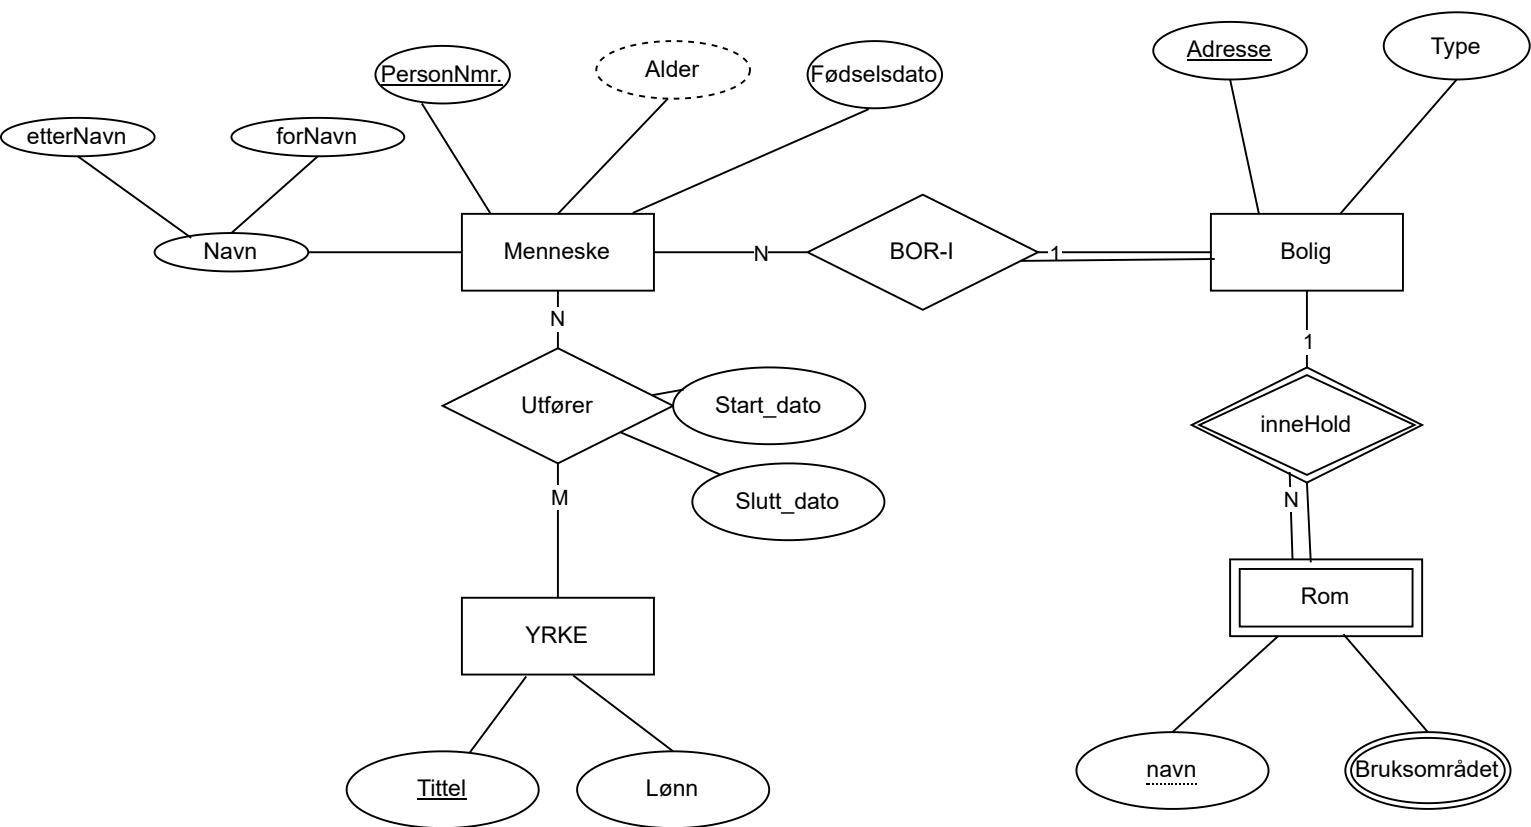 Adresse
Type
PersonNmr.
Alder
Fødselsdato
etterNavn
forNavn
Navn
Menneske
N
BOR-I
1
Bolig
N
1
Utfører
Start_dato
inneHold
M
Slutt_dato
N
YRKE
Rom
Tittel
Lønn
navn
Bruksområdet